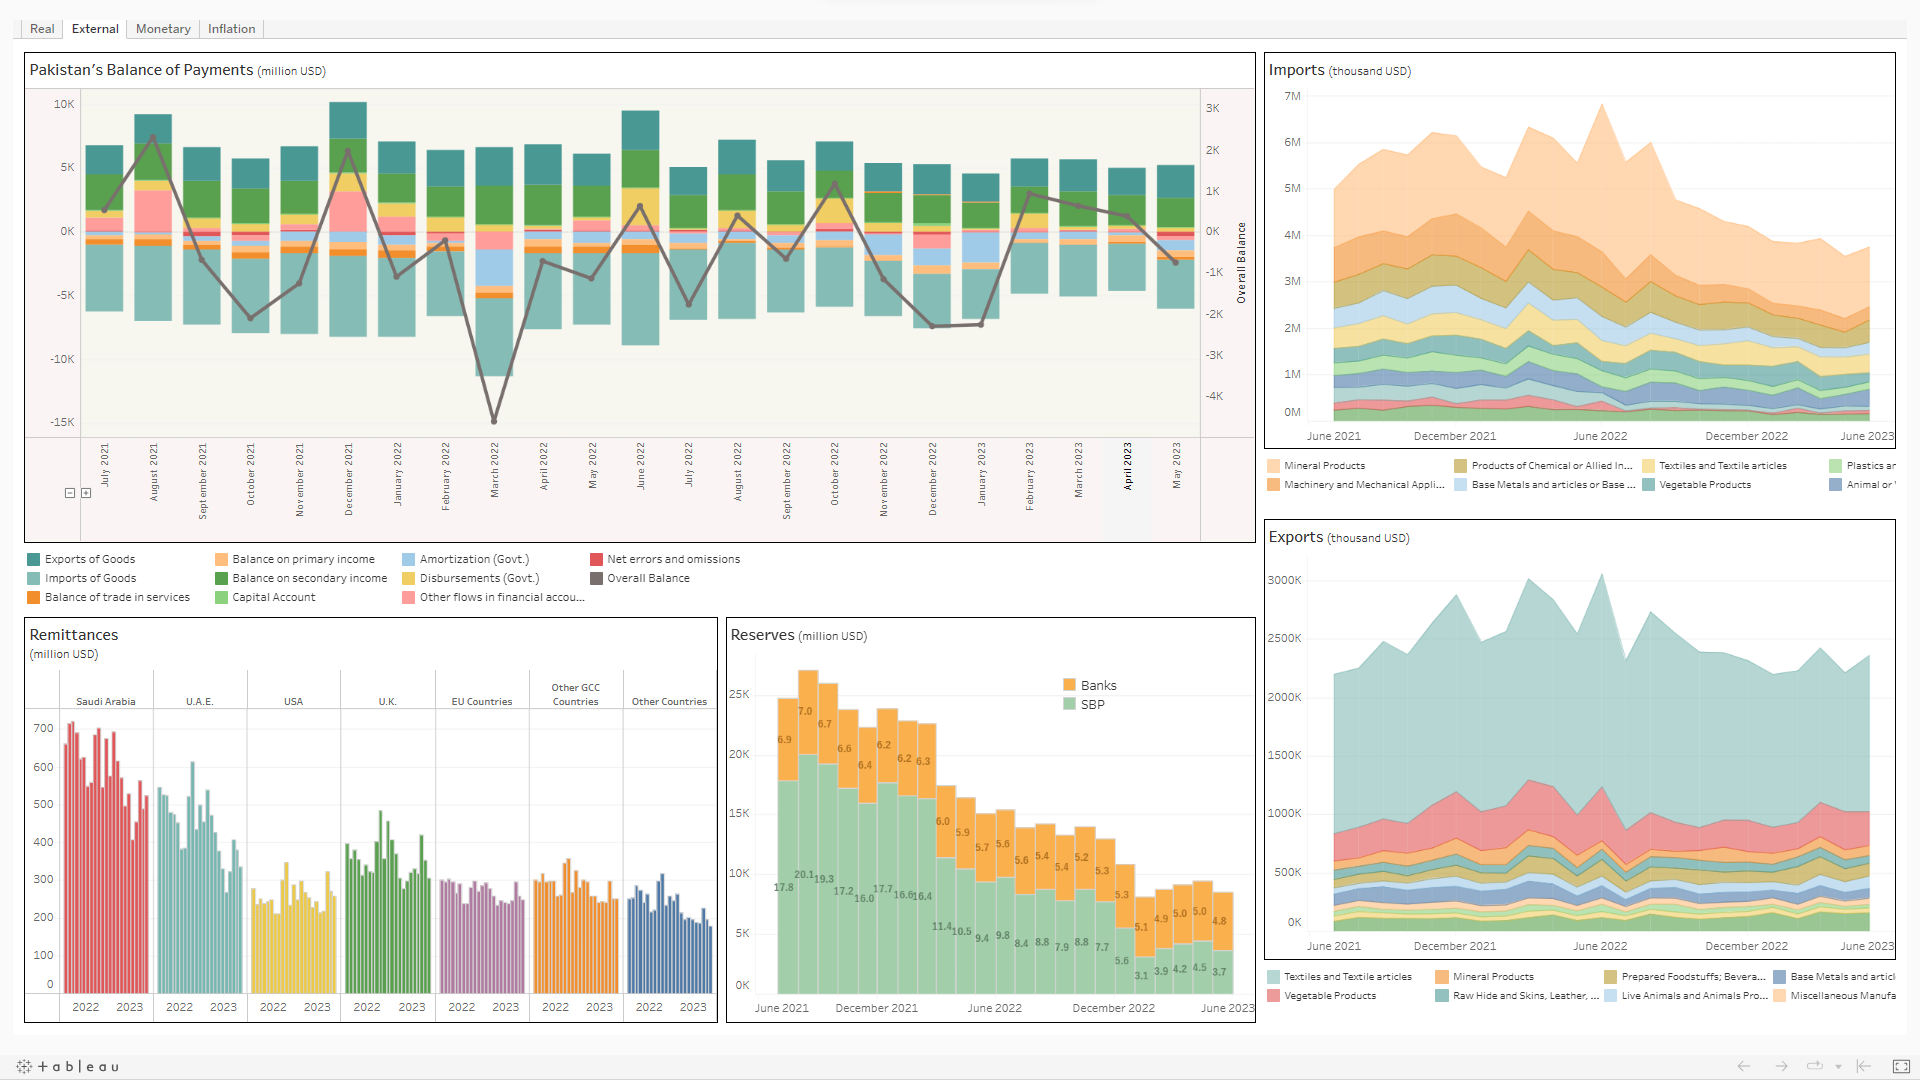 Real External Monetary Inflation
Pakistan's Balance of Payments (million USD)
10K
5K
0K
-5K
-10K
-15K
3K
2K
1K
0K
-1K
-2K
-3K
-4K
Overall Balance
July 2021
August 2021
September 2021
October 2021
November 2021
December 2021
January 2022
February 2022
March 2022
April 2022
May 2022
June 2022
July 2022
August 2022
September 2022
October 2022
November 2022
December 2022
January 2023
February 2023
March 2023
April 2023
May 2023
Exports of Goods
Imports of Goods
Balance of trade in services
Balance on primary income
Balance on secondary income
Capital Account
Amortization (Govt.)
Disbursements (Govt.)
Other flows in financial accou...
Net errors and omissions
Overall Balance
Imports (thousand USD)
7M
6M
5M
4M
3M
2M
1M
0M
June 2021 December 2021 June 2022 December 2022 June 2023
Mineral Products
Machinery and Mechanical Appli...
Products of Chemical or Allied In...
Base Metals and articles or Base ...
Textiles and Textile articles
Vegetable Products
Plastics ar
Animal or
Exports (thousand USD)
3000K
2500K
2000K
1500K
1000K
500K
0K
June 2021 December 2021 June 2022 December 2022 June 2023
Textiles and Textile articles
Vegetable Products
Mineral Products
Raw Hide and Skins, Leather, ...
Prepared Foodstuffs; Bevera...
Live Animals and Animals Pro...
Base Metals and articl
Miscellaneous Manufa
Remittances
(million USD)
Saudi Arabia
U.A.E.
USA
U.K.
EU Countries
Other GCC
Countries
Other Countries
700
600
500
400
300
200
100
0
2022 2023 2022 2023 2022 2023 2022 2023 2022 2023 2022 2023 2022 2023
Reserves (million USD)
Banks
SBP
25K
20K
15K
10K
5K
0K
6.9 7.0 6.7 6.6 6.4 6.2 6.2 6.3 6.0 5.9 5.7 5.6 5.6 5.4 5.4 5.2 5.3 5.3 5.1 4.9 5.0 5.0 4.8
17.8 20.1 19.3 17.2 16.0 17.7 16.6 16.4 11.4 10.5 9.4 9.8 8.4 8.8 7.9 8.8 7.7 5.6 3.1 3.9 4.2 4.5 3.7
June 2021 December 2021 June 2022 December 2022 June 2023
+ableau